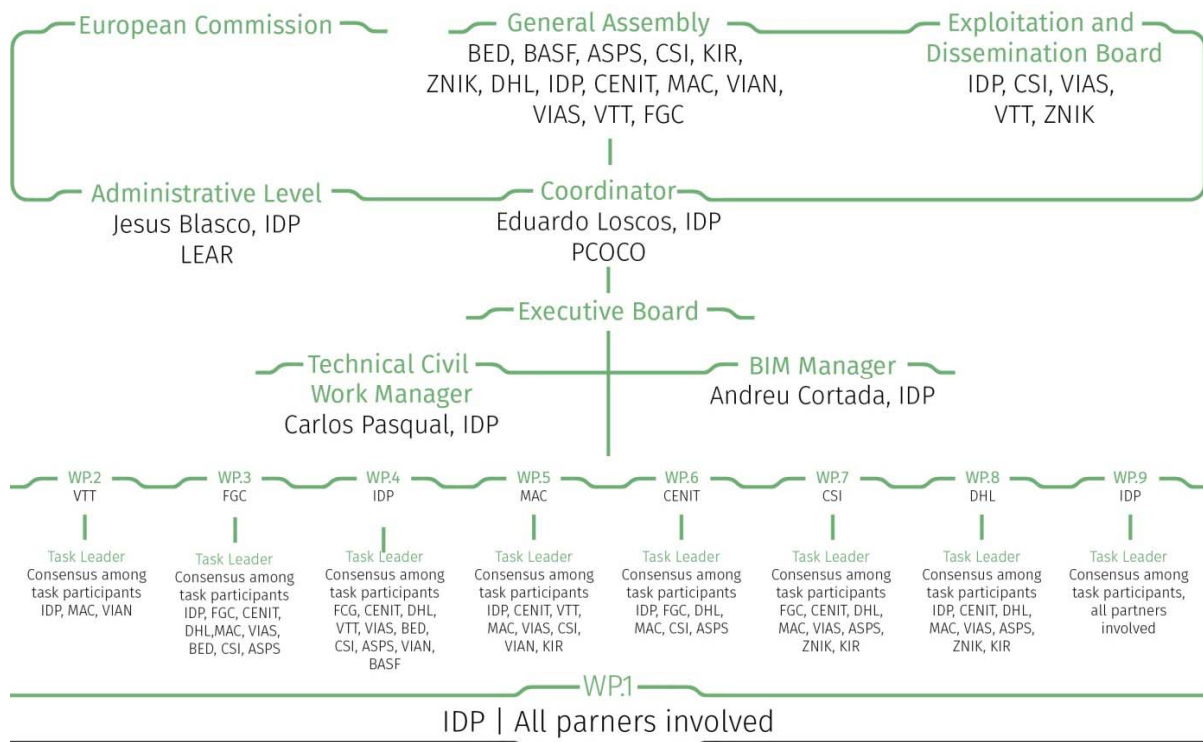 European Commission
General Assembly
BED, BASF, ASPS, CSI, KIR,
ZNIK, DHL, IDP, CENIT, MAC, VIAN,
VIAS, VTT, FGC
Exploitation and
Dissemination Board
IDP, CSI, VIAS,
VTT, ZNIK
Administrative Level
Jesus Blasco, IDP
LEAR
Coordinator
Eduardo Loscos, IDP
PCOCO
Executive Board
Technical Civil
Work Manager
Carlos Pasqual, IDP
BIM Manager
Andreu Cortada, IDP
WP.2
VTT
Task Leader
Consensus among
task participants
IDP, MAC, VIAN
WP.3
FGC
Task Leader
Consensus among
task participants
IDP, FGC, CENIT,
DHL,MAC, VIAS,
BED, CSI, ASPS
WP.4
IDP
Task Leader
Consensus among
task participants
FCG, CENIT, DHL,
VTT, VIAS, BED,
CSI, ASPS, VIAN,
BASF
WP.5
MAC
Task Leader
Consensus among
task participants
IDP, CENIT, VTT,
MAC, VIAS, CSI,
VIAN, KIR
WP.6
CENIT
Task Leader
Consensus among
task participants
IDP, FGC, DHL,
MAC, CSI, ASPS
WP.7
CSI
Task Leader
Consensus among
task participants
FGC, CENIT, DHL,
MAC, VIAS, ASPS,
ZNIK, KIR
WP.8
DHL
Task Leader
Consensus among
task participants
IDP, CENIT, DHL,
MAC, VIAS, ASPS,
ZNIK, KIR
WP.9
IDP
Task Leader
Consensus among
task participants,
all partners
involved
WP.1
IDP | All parners involved